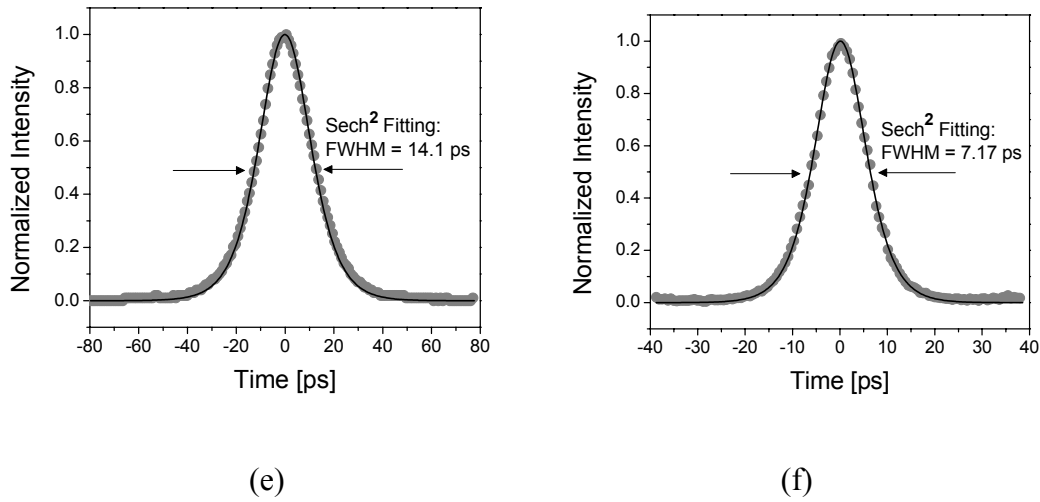 Normalized Intensity
1.0
0.8
0.6
0.4
0.2
0.0
Sech² Fitting:
FWHM = 14.1 ps
-80 -60 -40 -20 0 20 40 60 80
Time [ps]
(e)
Normalized Intensity
1.0
0.8
0.6
0.4
0.2
0.0
Sech² Fitting:
FWHM = 7.17 ps
-40 -30 -20 -10 0 10 20 30 40
Time [ps]
(f)